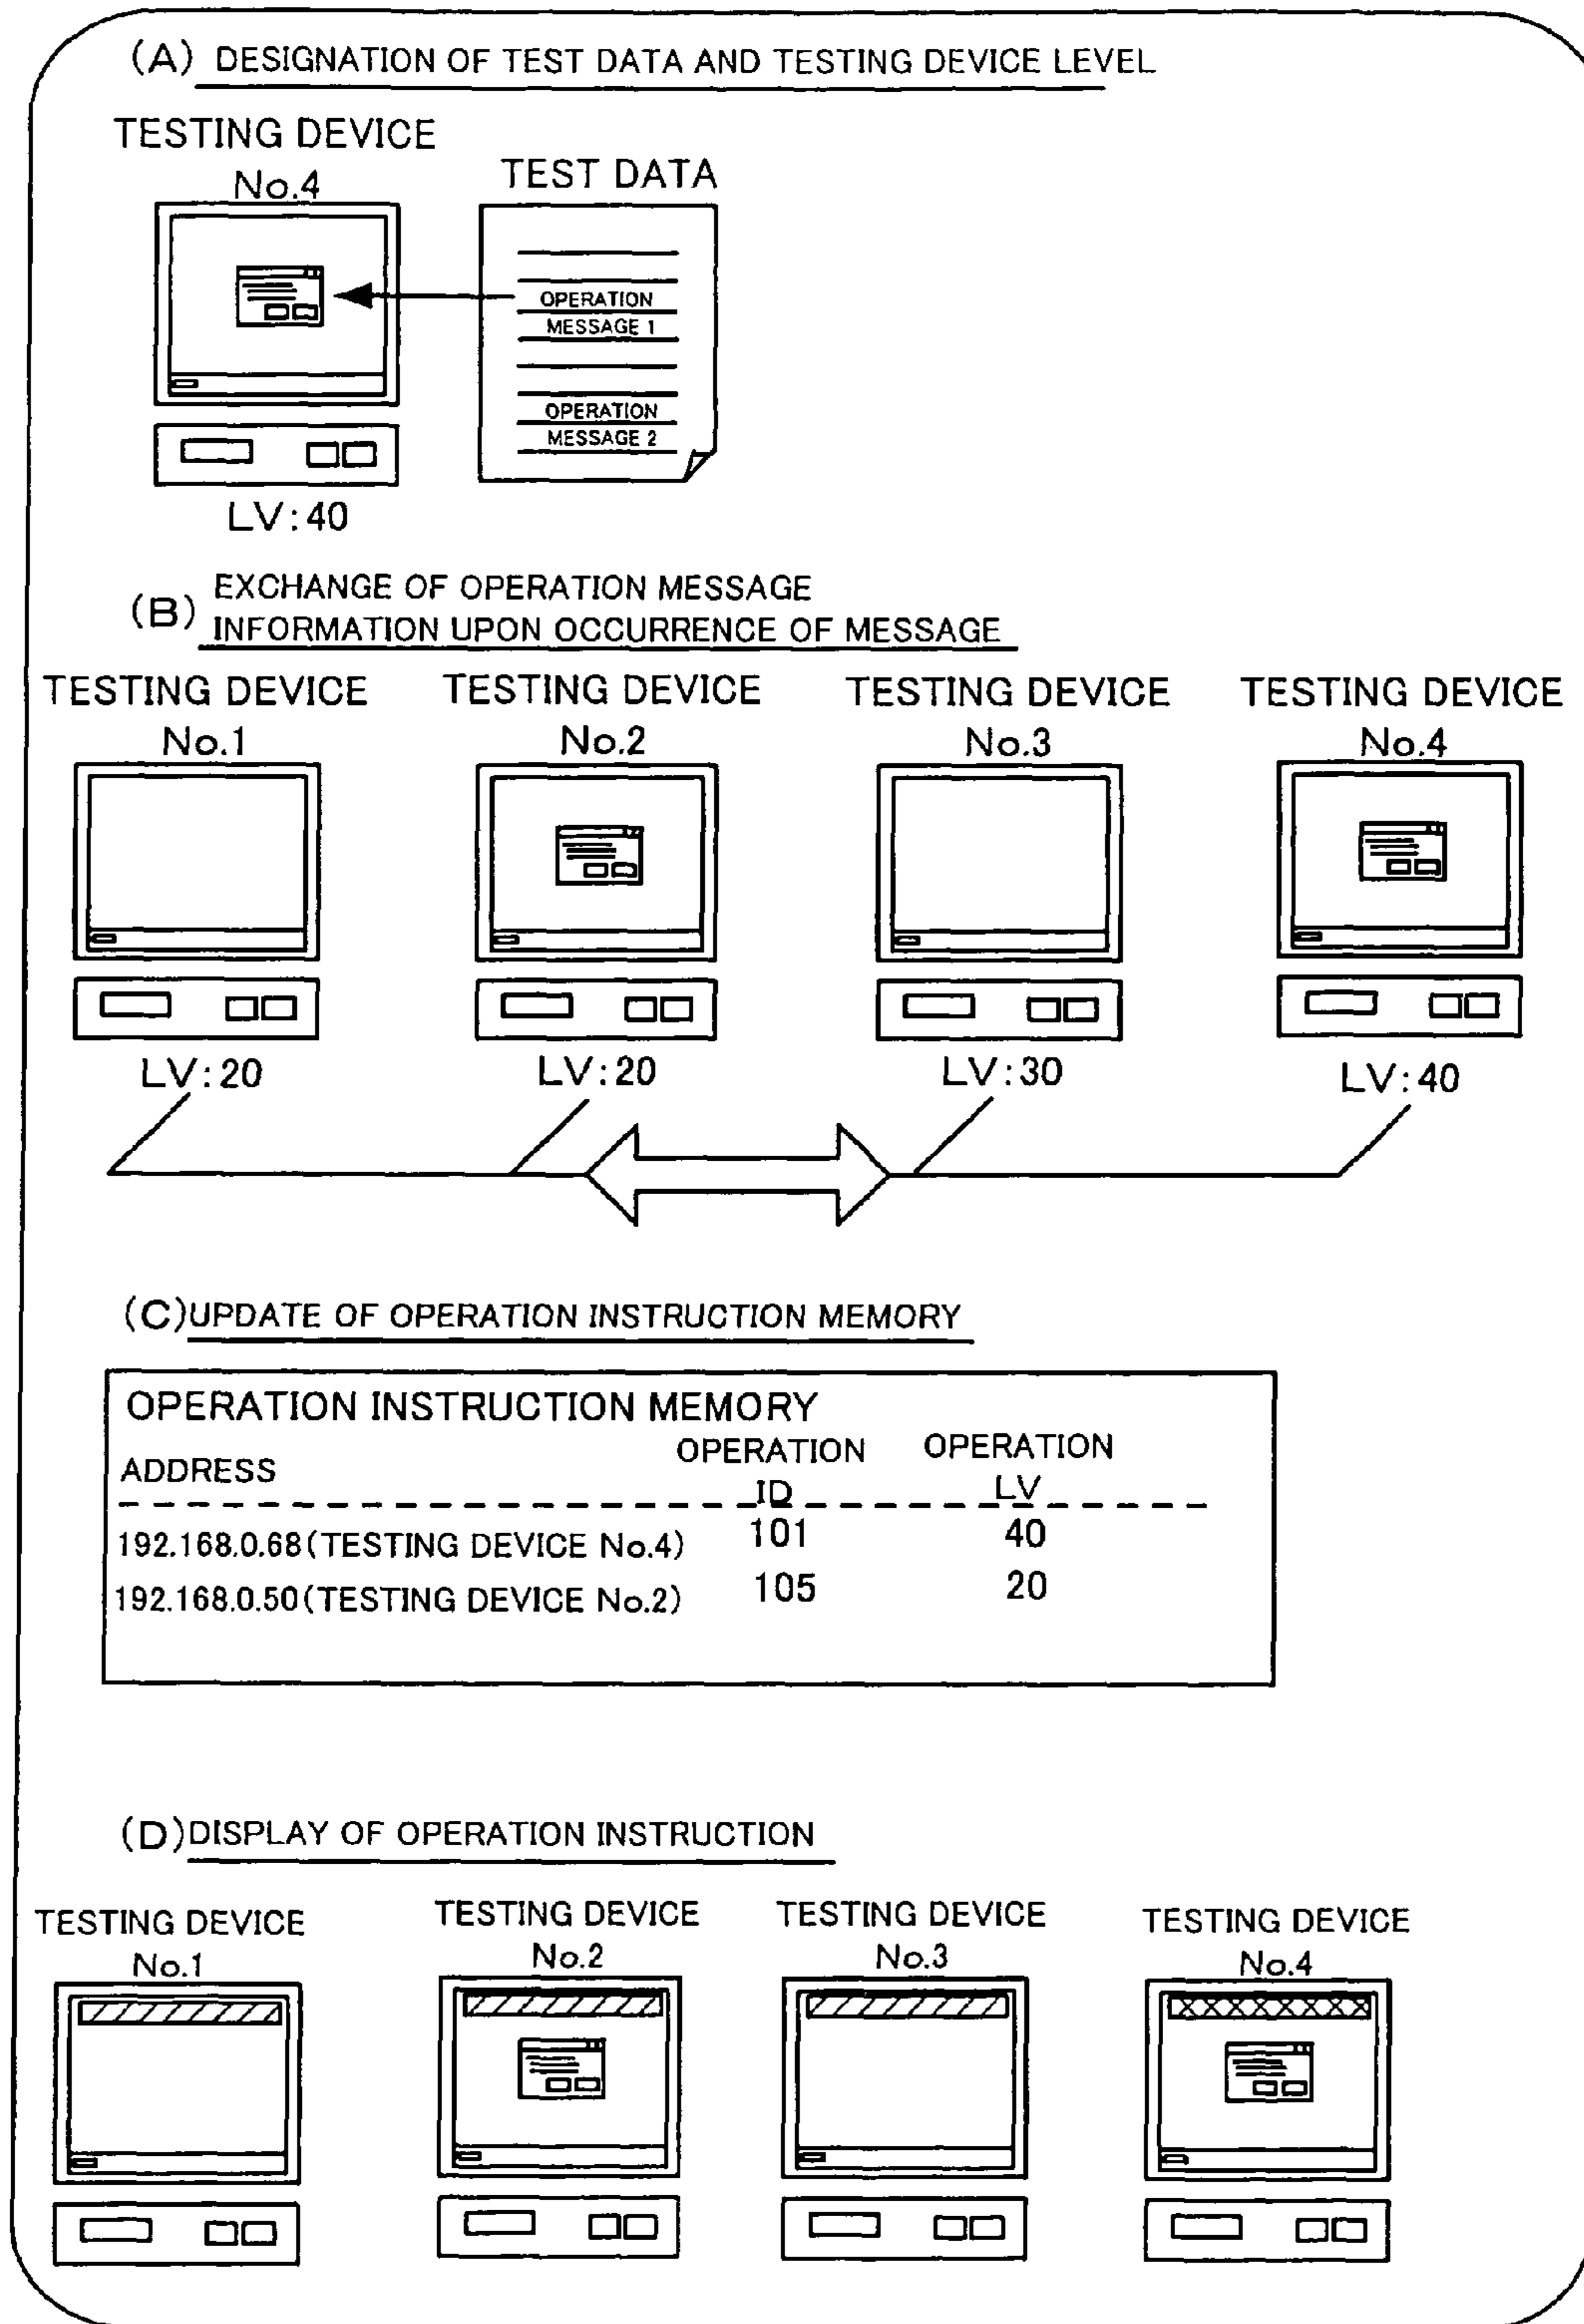 (A) DESIGNATION OF TEST DATA AND TESTING DEVICE LEVEL
TESTING DEVICE
No.4
TEST DATA
OPERATION
MESSAGE 1
OPERATION
MESSAGE 2
LV:40
(B) EXCHANGE OF OPERATION MESSAGE
INFORMATION UPON OCCURRENCE OF MESSAGE
TESTING DEVICE TESTING DEVICE TESTING DEVICE TESTING DEVICE
No.1 No.2 No.3 No.4
LV:20 LV:20 LV:30 LV:40
(C) UPDATE OF OPERATION INSTRUCTION MEMORY
OPERATION INSTRUCTION MEMORY
ADDRESS OPERATION ID OPERATION LV
192.168.0.68(TESTING DEVICE No.4) 101 40
192.168.0.50(TESTING DEVICE No.2) 105 20
(D) DISPLAY OF OPERATION INSTRUCTION
TESTING DEVICE TESTING DEVICE TESTING DEVICE TESTING DEVICE
No.1 No.2 No.3 No.4